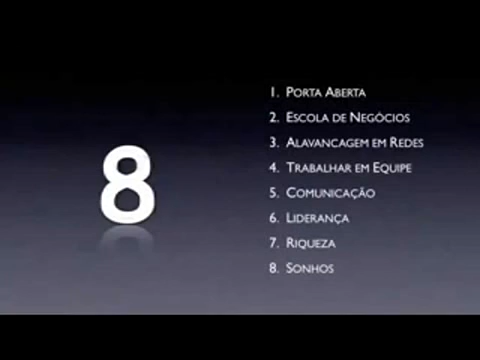 8
1. Porta Aberta
2. Escola de Negócios
3. Alavancagem em Redes
4. Trabalhar em Equipe
5. Comunicação
6. Liderança
7. Riqueza
8. Sonhos